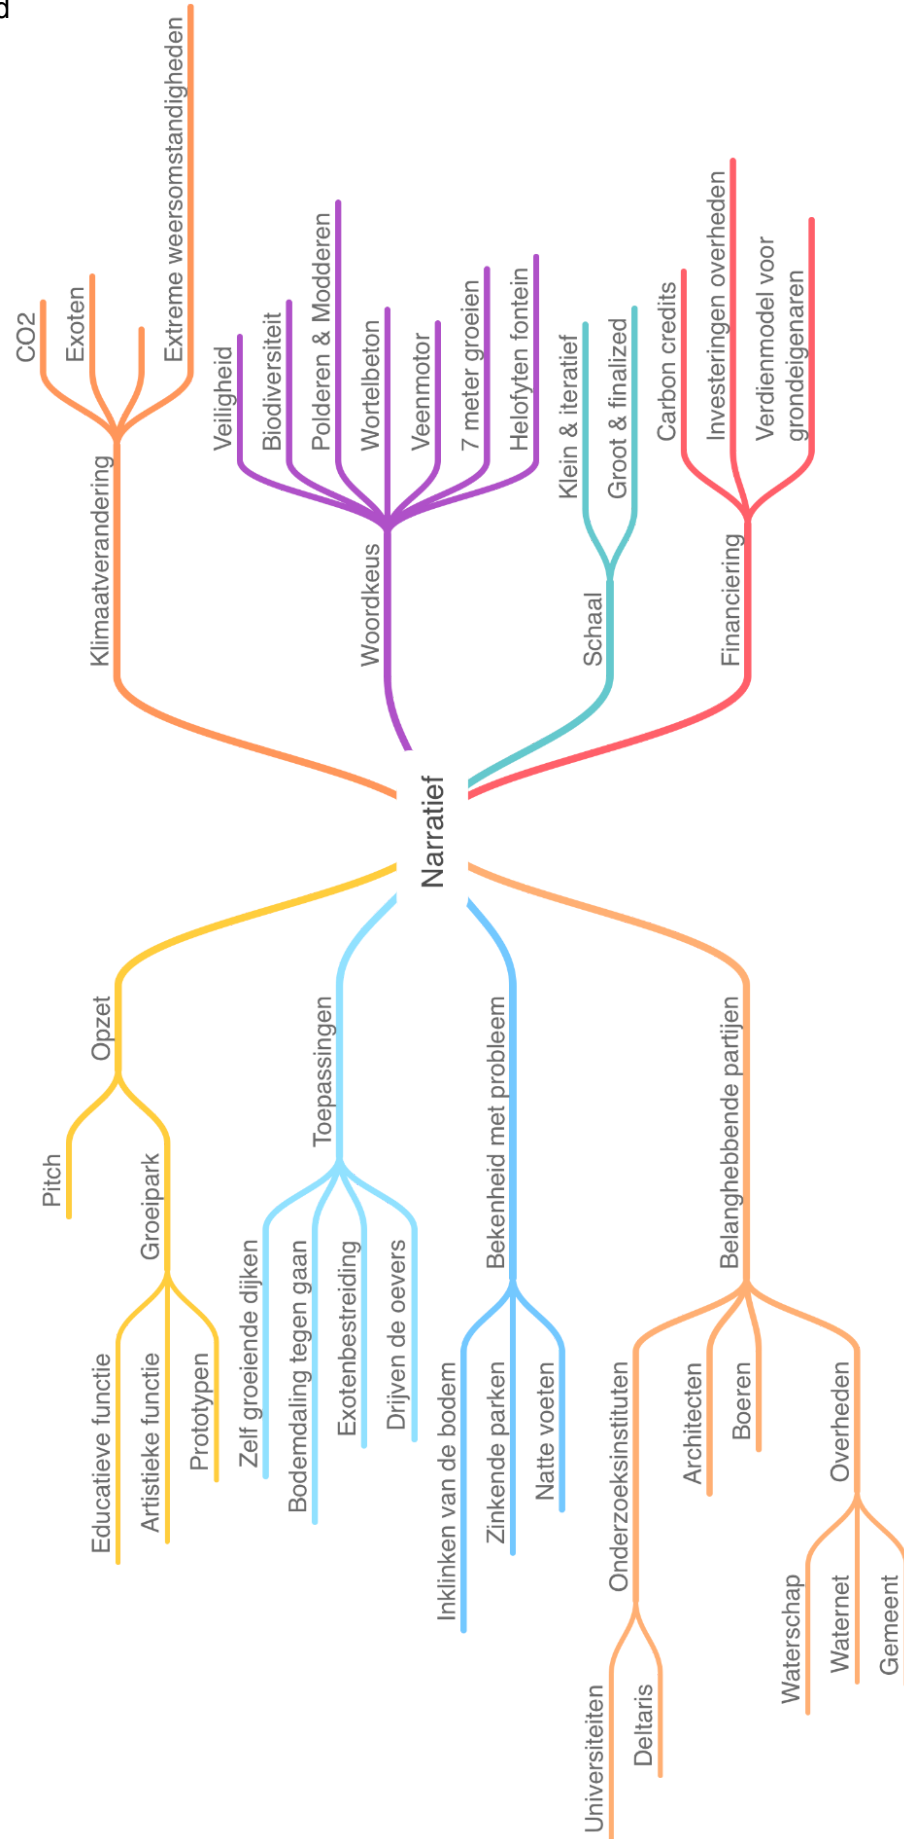 d
Narratief
Klimaatverandering
CO2
Exoten
Extreme weersomstandigheden
Woordkeus
Veiligheid
Biodiversiteit
Polderen & Modderen
Wortelbeton
Veenmotor
7 meter groeien
Helofyten fontein
Schaal
Klein & iteratief
Groot & finalized
Financiering
Carbon credits
Investeringen overheden
Verdienmodel voor
grondeigenaren
Opzet
Pitch
Groeipark
Educatieve functie
Artistieke functie
Prototypen
Toepassingen
Zelf groeiende dijken
Bodemdaling tegen gaan
Exotenbestreiding
Drijven de oevers
Bekenheid met probleem
Inklinken van de bodem
Zinkende parken
Natte voeten
Belanghebbende partijen
Onderzoeksinstituten
Universiteiten
Deltaris
Architecten
Boeren
Overheden
Waterschap
Waternet
Gemeent